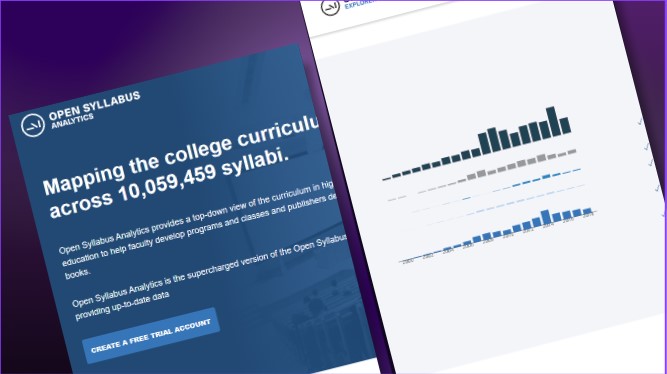 OPEN SYLLABUS
ANALYTICS
Mapping the college curriculu
across 10,059,459 syllabi.
Open Syllabus Analytics provides a top-down view of the curriculum in hig
education to help faculty develop programs and classes and publishers de
books.
Open Syllabus Analytics is the supercharged version of the Open Syllabus
providing up-to-date data
CREATE A FREE TRIAL ACCOUNT